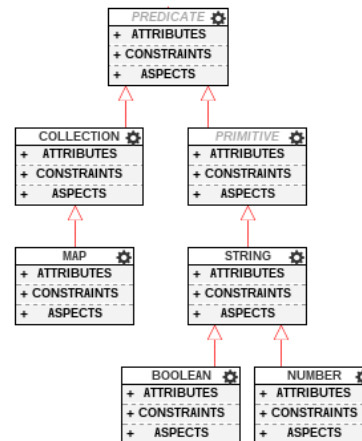 PREDICATE
+ ATTRIBUTES
+ CONSTRAINTS
+ ASPECTS
COLLECTION
+ ATTRIBUTES
+ CONSTRAINTS
+ ASPECTS
PRIMITIVE
+ ATTRIBUTES
+ CONSTRAINTS
+ ASPECTS
MAP
+ ATTRIBUTES
+ CONSTRAINTS
+ ASPECTS
STRING
+ ATTRIBUTES
+ CONSTRAINTS
+ ASPECTS
BOOLEAN
+ ATTRIBUTES
+ CONSTRAINTS
+ ASPECTS
NUMBER
+ ATTRIBUTES
+ CONSTRAINTS
+ ASPECTS